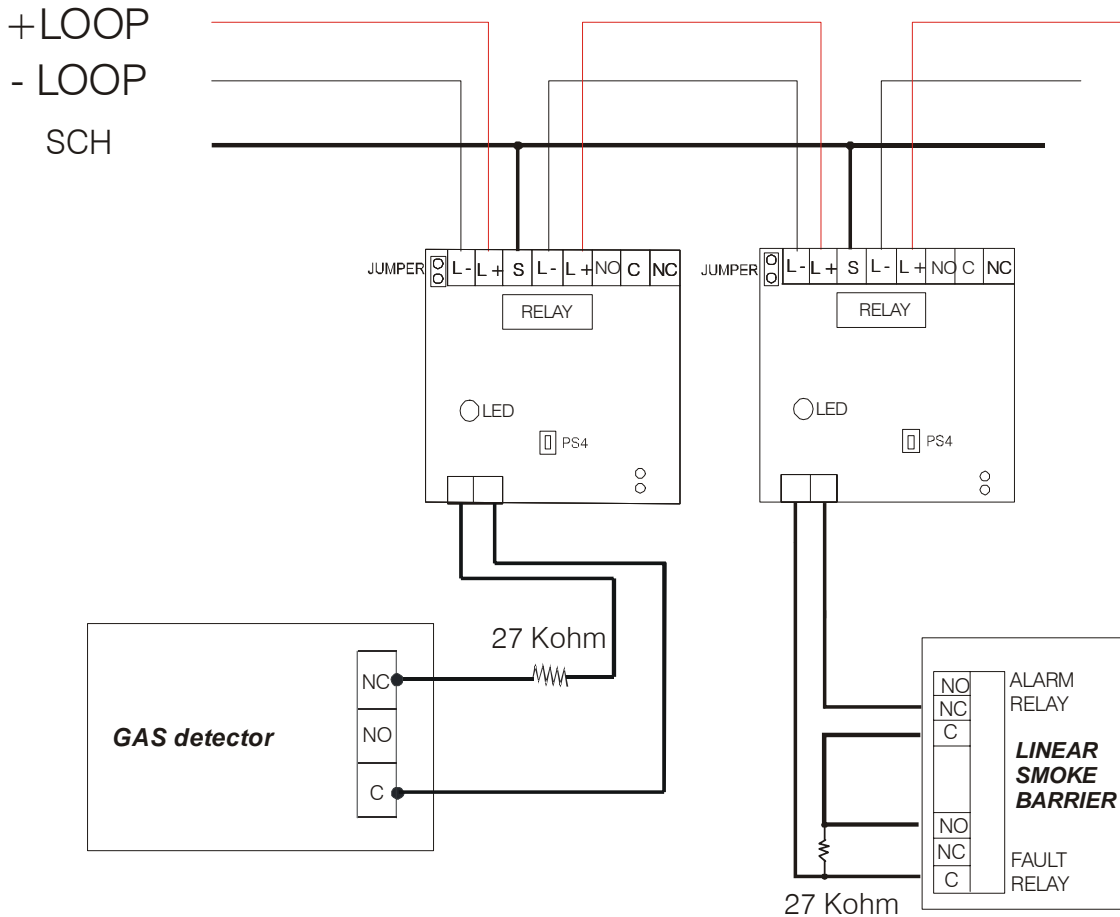 +LOOP
- LOOP
SCH
JUMPER L- L+ S L- L+ NO C NC
RELAY
LED
PS4
JUMPER L- L+ S L- L+ NO C NC
RELAY
LED
PS4
27 Kohm
GAS detector
NC
NO
C
NO
NC
C
ALARM
RELAY
LINEAR
SMOKE
BARRIER
NO
NC
C
FAULT
RELAY
27 Kohm